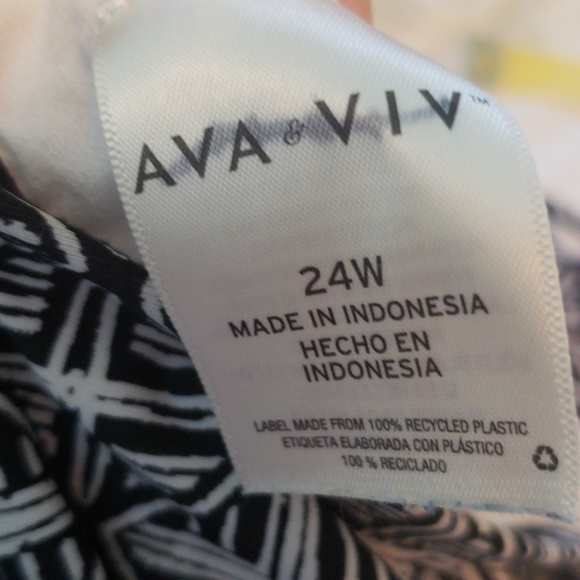 AVA & VIV™
24W
MADE IN INDONESIA
HECHO EN
INDONESIA
LABEL MADE FROM 100% RECYCLED PLASTIC
ETIQUETA ELABORADA CON PLÁSTICO
100 % RECICLADO